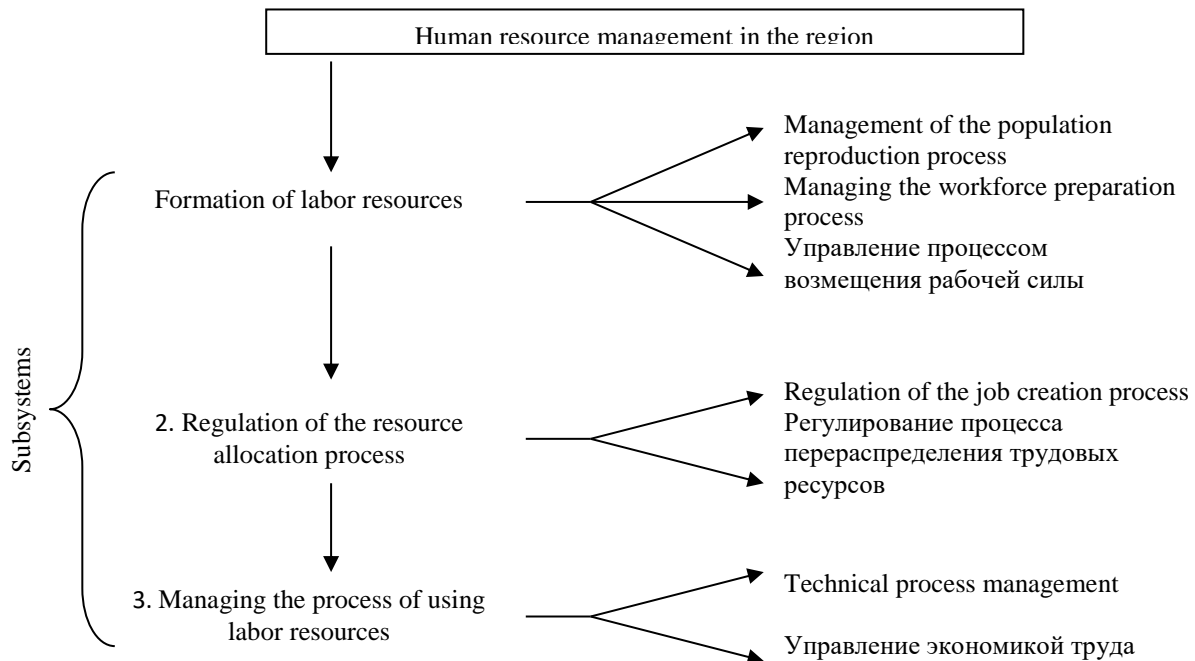 Human resource management in the region
Management of the population
reproduction process
Formation of labor resources
Managing the workforce preparation
process
Управление процессом
возмещения рабочей силы
Subsystems
2. Regulation of the resource
allocation process
Regulation of the job creation process
Регулирование процесса
перераспределения трудовых
ресурсов
3. Managing the process of using
labor resources
Technical process management
Управление экономикой труда